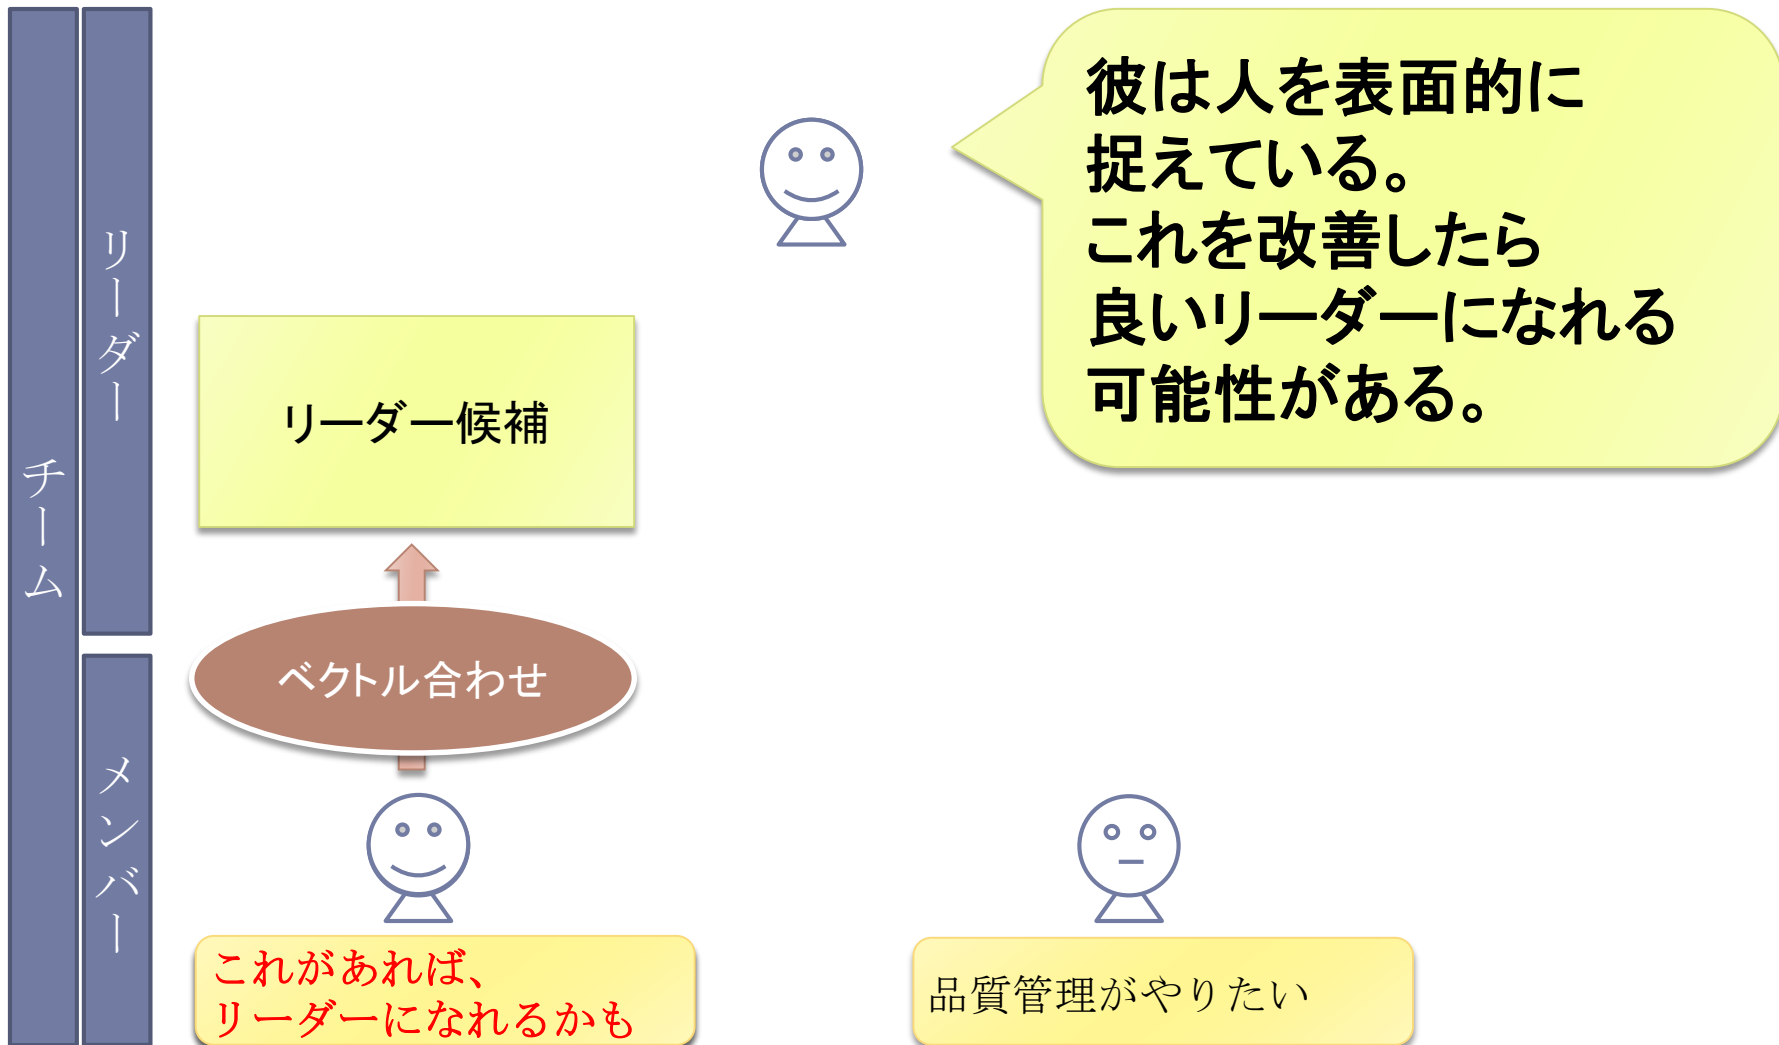 チーム
リーダー
メンバー
彼は人を表面的に
捉えている。
これを改善したら
良いリーダーになれる
可能性がある。
リーダー候補
ベクトル合わせ
これがあれば、
リーダーになれるかも
品質管理がやりたい